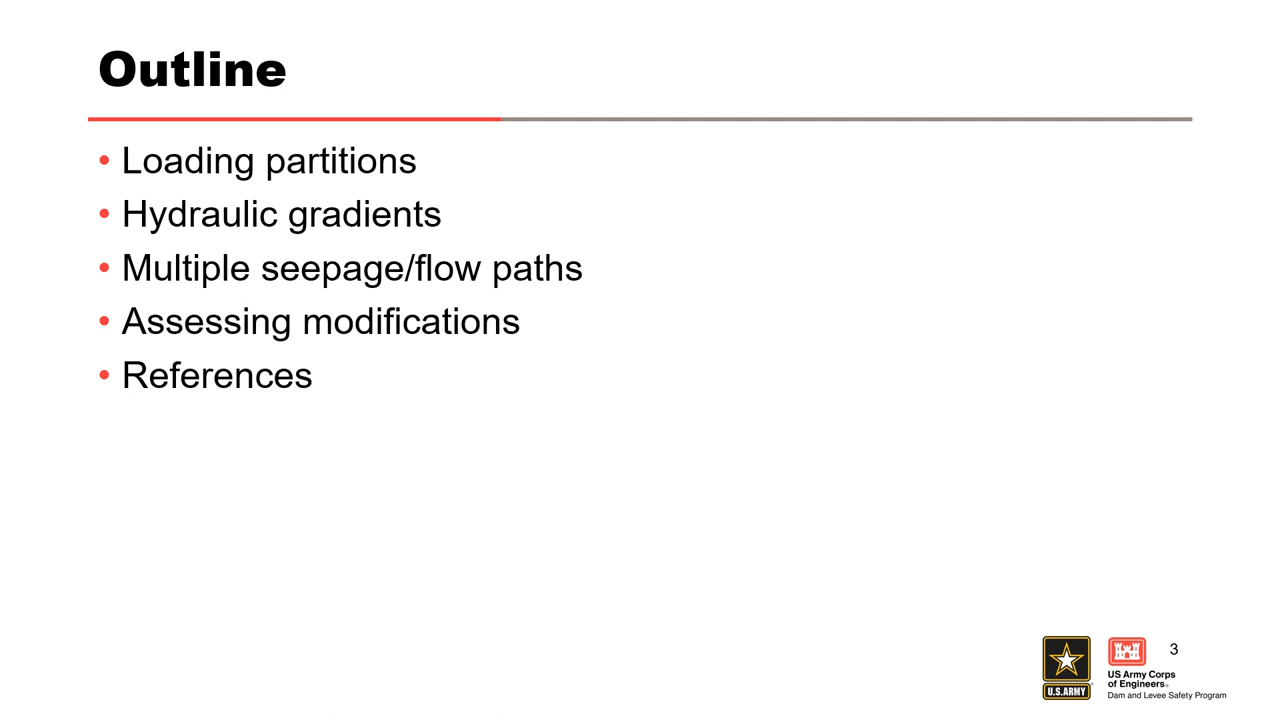 Outline
• Loading partitions
• Hydraulic gradients
• Multiple seepage/flow paths
• Assessing modifications
• References
3
U.S.ARMY
US Army Corps
of Engineers®
Dam and Levee Safety Program